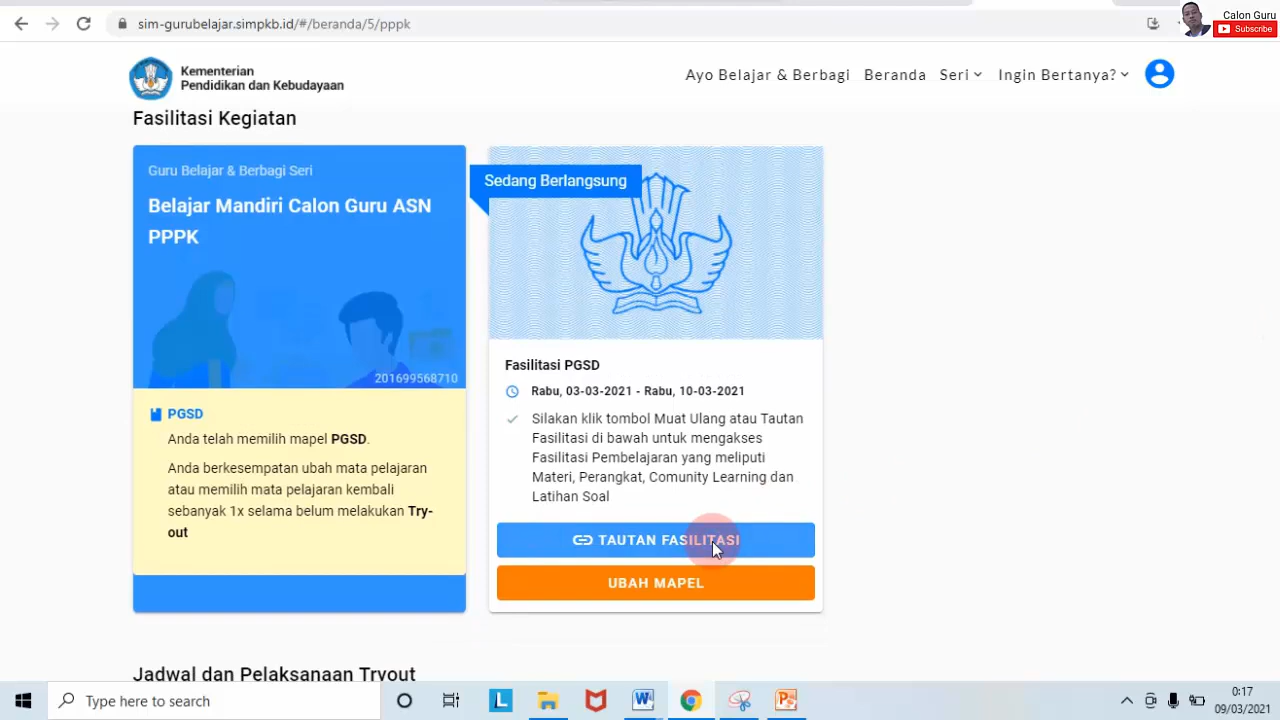 sim-gurubelajar.simpkb.id/#/beranda/5/pppk
Calon Guru
Subscribe
Kementerian
Pendidikan dan Kebudayaan
Ayo Belajar & Berbagi
Beranda
Seri
Ingin Bertanya?
Fasilitasi Kegiatan
Guru Belajar & Berbagi Seri
Belajar Mandiri Calon Guru ASN
PPPK
201699568710
PGSD
Anda telah memilih mapel PGSD.
Anda berkesempatan ubah mata pelajaran
atau memilih mata pelajaran kembali
sebanyak 1x selama belum melakukan Try-
out
Sedang Berlangsung
Fasilitasi PGSD
Rabu, 03-03-2021 - Rabu, 10-03-2021
Silakan klik tombol Muat Ulang atau Tautan
Fasilitasi di bawah untuk mengakses
Fasilitasi Pembelajaran yang meliputi
Materi, Perangkat, Comunity Learning dan
Latihan Soal
TAUTAN FASILITASI
UBAH MAPEL
Jadwal dan Pelaksanaan Tryout
Type here to search
L
W
P
0:17
09/03/2021